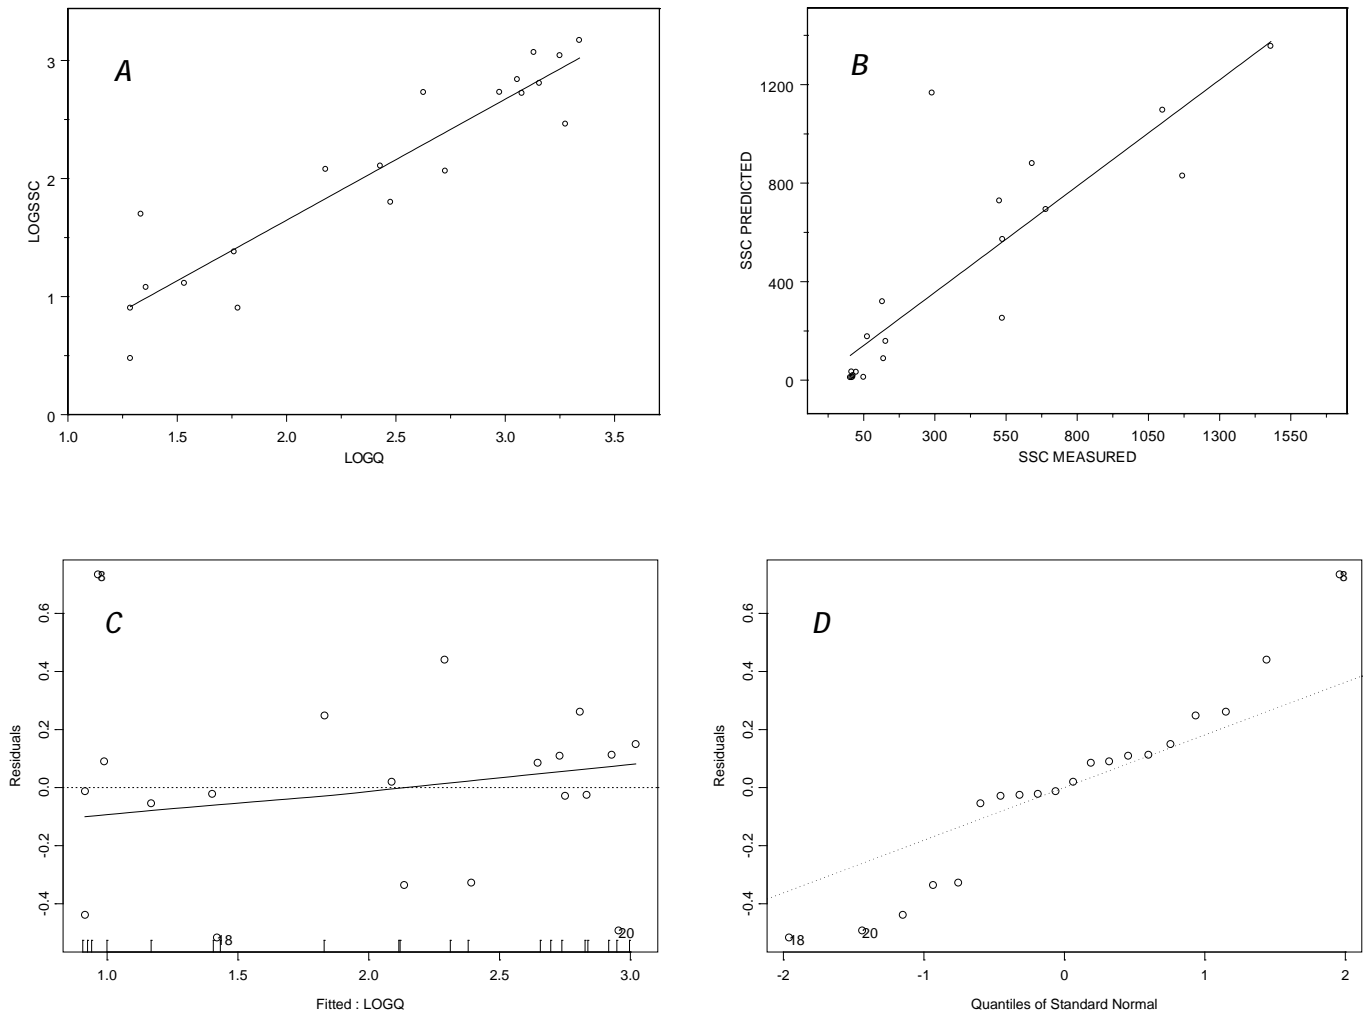 A
LOGSSC
3
2
1
0
1.0 1.5 2.0 2.5 3.0 3.5
LOGQ
B
SSC PREDICTED
1200
800
400
0
50 300 550 800 1050 1300 1550
SSC MEASURED
C
Residuals
0.6
0.4
0.2
0.0
-0.2
-0.4
8
18
20
1.0 1.5 2.0 2.5 3.0
Fitted : LOGQ
D
Residuals
0.6
0.4
0.2
0.0
-0.2
-0.4
8
18
20
-2 -1 0 1 2
Quantiles of Standard Normal